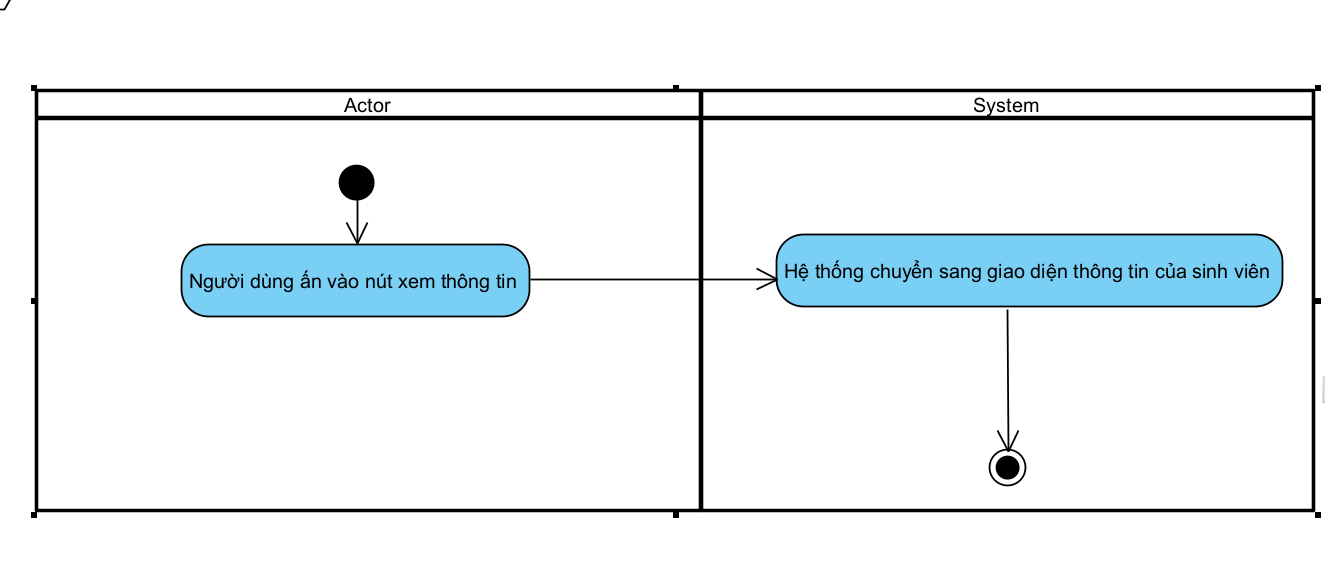 Actor
System
Người dùng ấn vào nút xem thông tin
Hệ thống chuyển sang giao diện thông tin của sinh viên